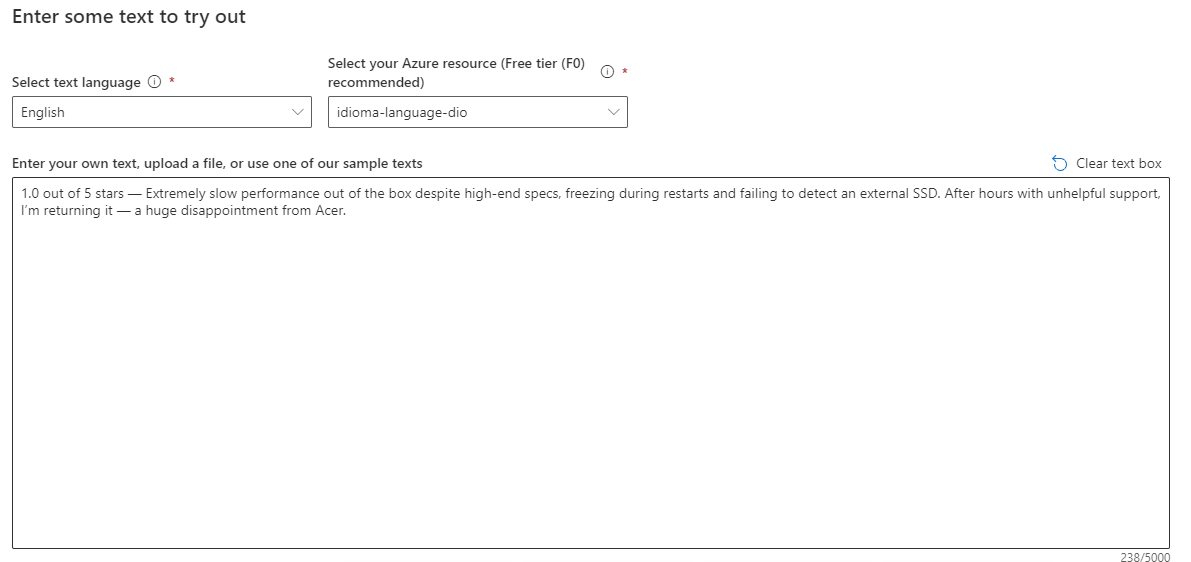 Enter some text to try out
Select text language
*
Select your Azure resource (Free tier (F0)
recommended)
*
English
idioma-language-dio
Enter your own text, upload a file, or use one of our sample texts
Clear text box
1.0 out of 5 stars — Extremely slow performance out of the box despite high-end specs, freezing during restarts and failing to detect an external SSD. After hours with unhelpful support,
I'm returning it — a huge disappointment from Acer.
238/5000